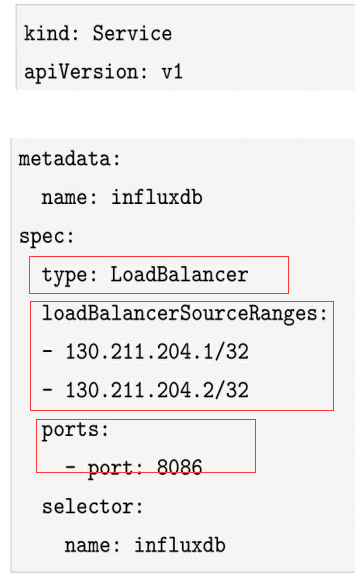 kind: Service
apiVersion: v1
metadata:
  name: influxdb
spec:
  type: LoadBalancer
  loadBalancerSourceRanges:
  - 130.211.204.1/32
  - 130.211.204.2/32
  ports:
    - port: 8086
  selector:
    name: influxdb